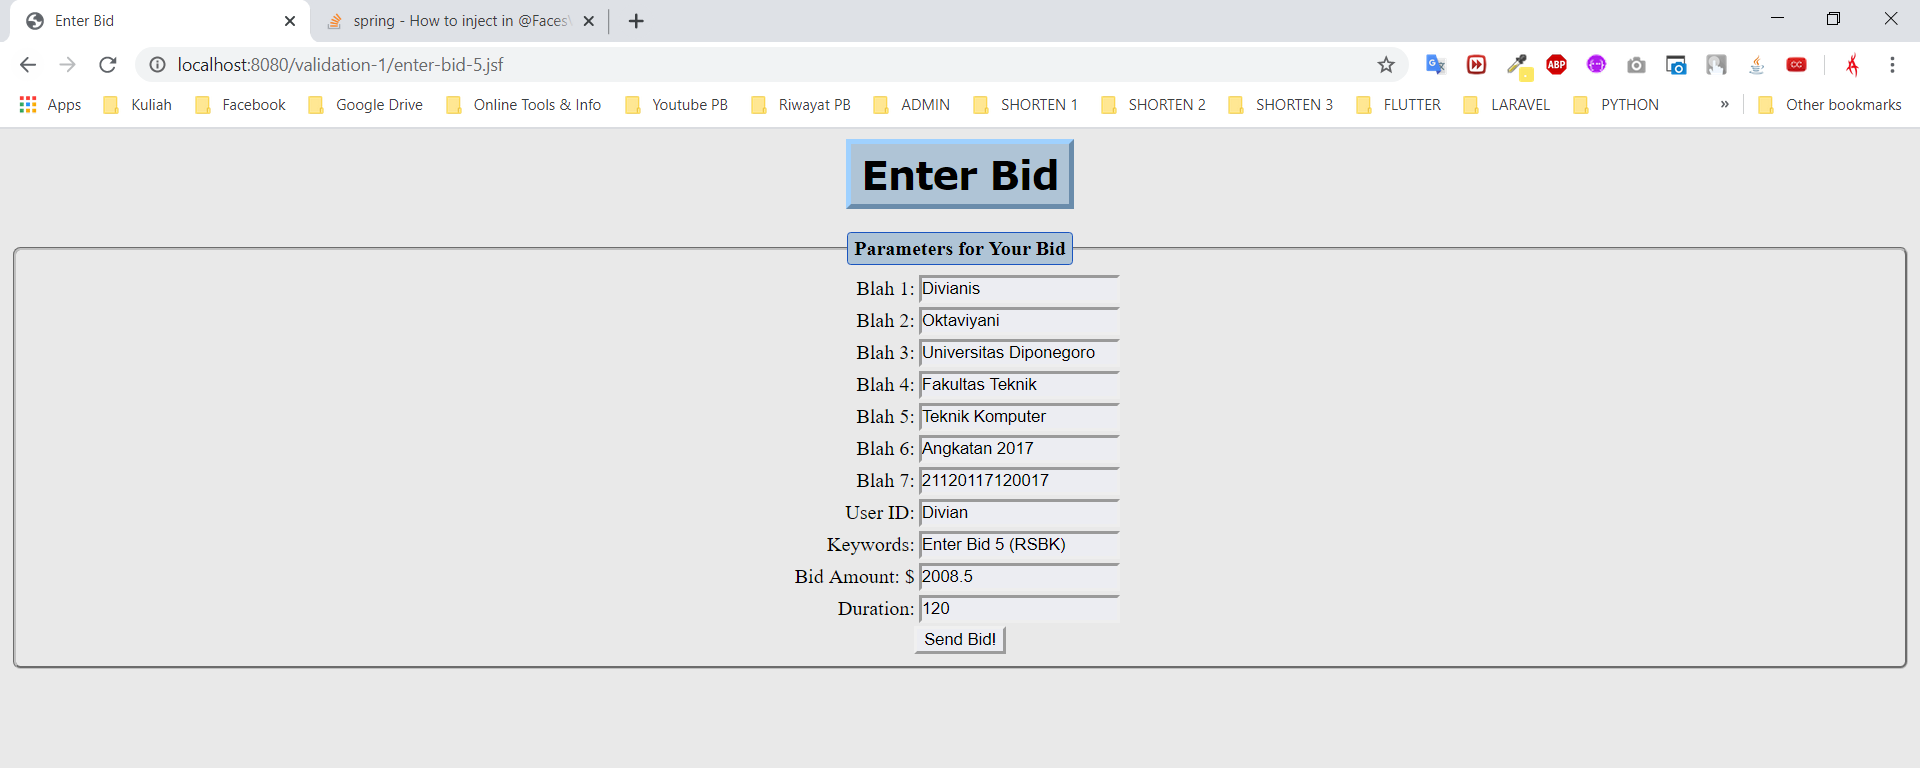 Enter Bid
spring - How to inject in @Faces
localhost:8080/validation-1/enter-bid-5.jsf
ABP
CC
Apps Kuliah Facebook Google Drive Online Tools & Info Youtube PB Riwayat PB ADMIN SHORTEN 1 SHORTEN 2 SHORTEN 3 FLUTTER LARAVEL PYTHON » Other bookmarks
Enter Bid
Parameters for Your Bid
Blah 1: Divianis
Blah 2: Oktaviyani
Blah 3: Universitas Diponegoro
Blah 4: Fakultas Teknik
Blah 5: Teknik Komputer
Blah 6: Angkatan 2017
Blah 7: 21120117120017
User ID: Divian
Keywords: Enter Bid 5 (RSBK)
Bid Amount: $ 2008.5
Duration: 120
Send Bid!